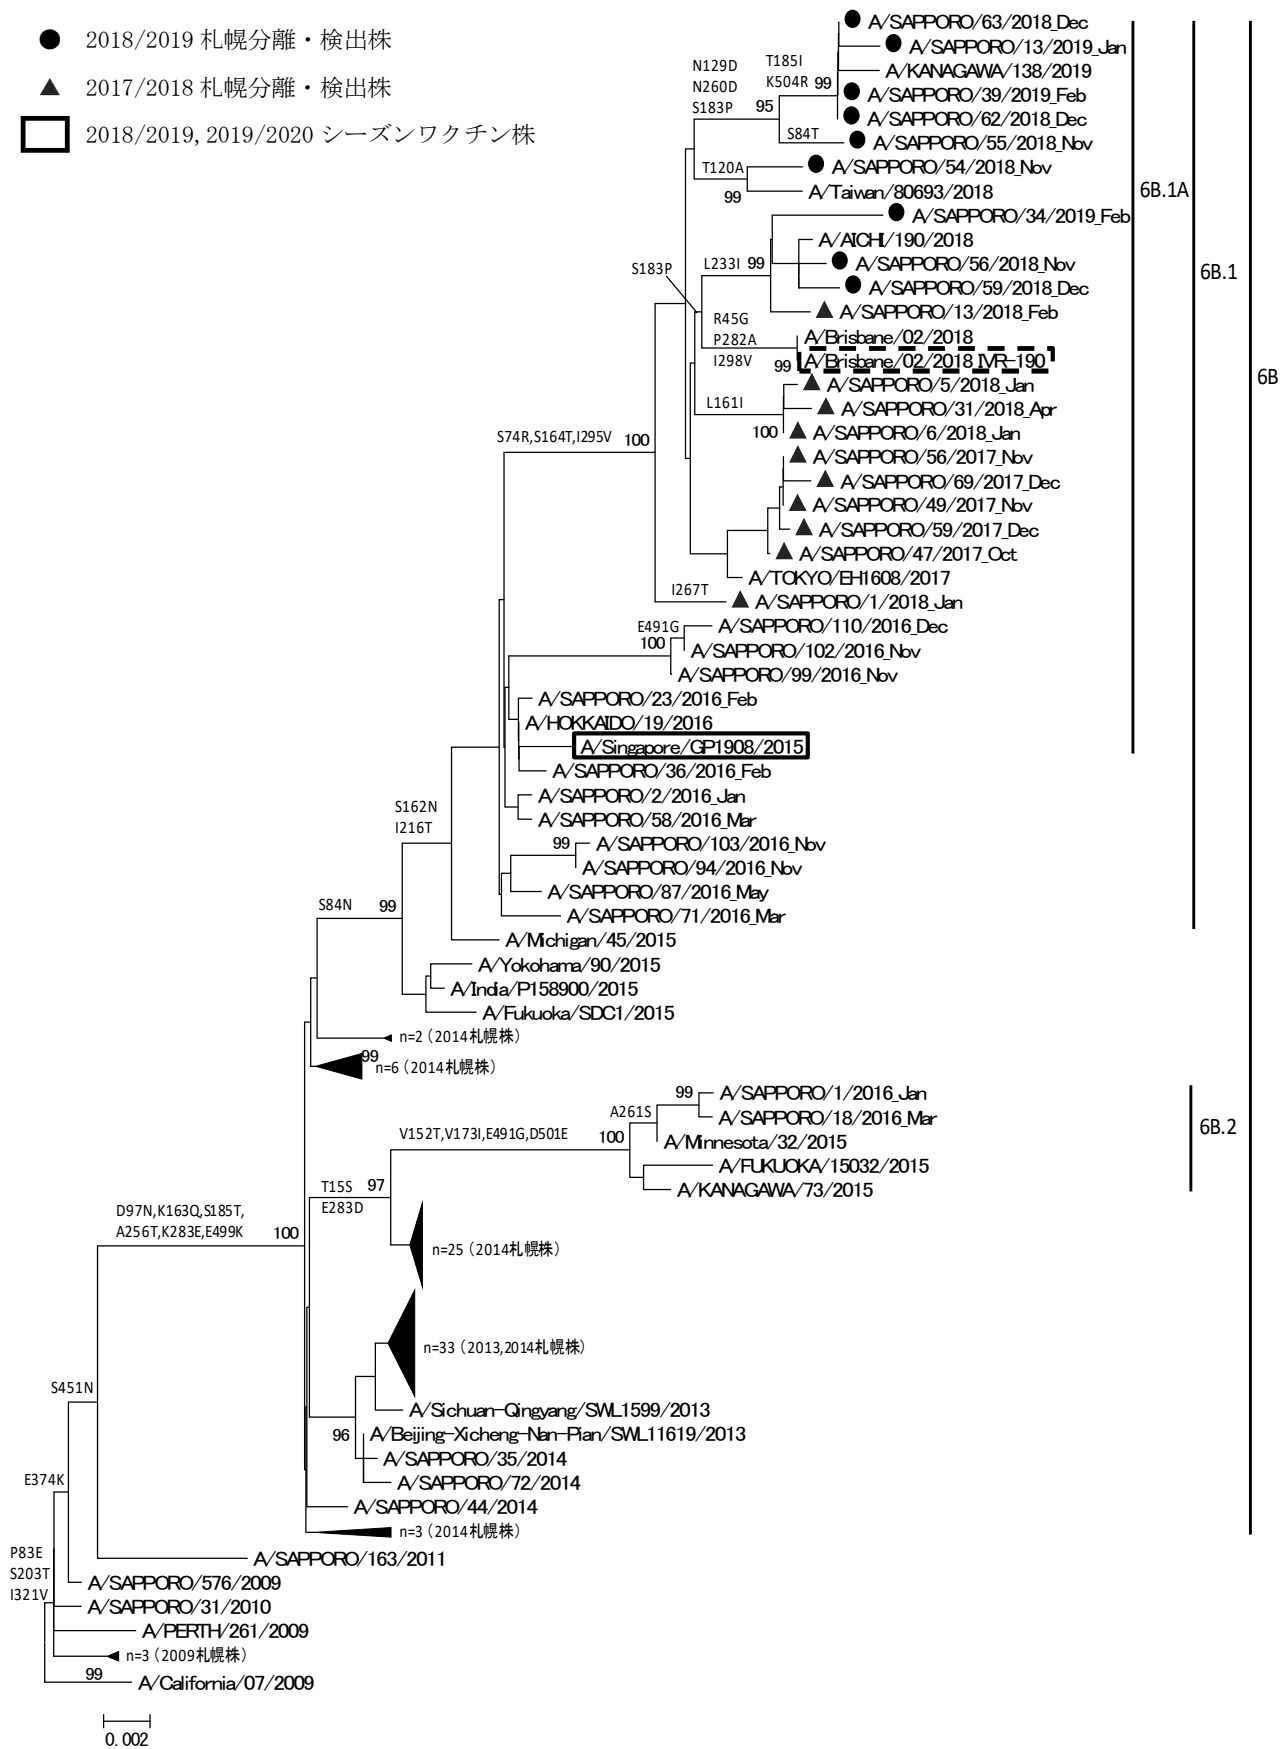 ● 2018/2019 札幌分離・検出株
▲ 2017/2018 札幌分離・検出株
2018/2019, 2019/2020 シーズンワクチン株
A/SAPPORO/63/2018_Dec
A/SAPPORO/13/2019_Jan
A/KANAGAWA/138/2019
A/SAPPORO/39/2019_Feb
A/SAPPORO/62/2018_Dec
A/SAPPORO/55/2018_Nov
A/SAPPORO/54/2018_Nov
A/Taiwan/80693/2018
A/SAPPORO/34/2019_Feb
A/AICHI/190/2018
A/SAPPORO/56/2018_Nov
A/SAPPORO/59/2018_Dec
A/SAPPORO/13/2018_Feb
A/Brisbane/02/2018
A/Brisbane/02/2018 IVR-190
A/SAPPORO/5/2018_Jan
A/SAPPORO/31/2018_Apr
A/SAPPORO/6/2018_Jan
A/SAPPORO/56/2017_Nov
A/SAPPORO/69/2017_Dec
A/SAPPORO/49/2017_Nov
A/SAPPORO/59/2017_Dec
A/SAPPORO/47/2017_Oct
A/TOKYO/EH1608/2017
A/SAPPORO/1/2018_Jan
A/SAPPORO/110/2016_Dec
A/SAPPORO/102/2016_Nov
A/SAPPORO/99/2016_Nov
A/SAPPORO/23/2016_Feb
A/HOKKAIDO/19/2016
A/Singapore/GP1908/2015
A/SAPPORO/36/2016_Feb
A/SAPPORO/2/2016_Jan
A/SAPPORO/58/2016_Mar
A/SAPPORO/103/2016_Nov
A/SAPPORO/94/2016_Nov
A/SAPPORO/87/2016_May
A/SAPPORO/71/2016_Mar
A/Michigan/45/2015
A/Yokohama/90/2015
A/India/P158900/2015
A/Fukuoka/SDC1/2015
n=2 (2014札幌株)
99
n=6 (2014札幌株)
A/SAPPORO/1/2016_Jan
A/SAPPORO/18/2016_Mar
A/Minnesota/32/2015
A/FUKUOKA/15032/2015
A/KANAGAWA/73/2015
n=25 (2014札幌株)
n=33 (2013,2014札幌株)
A/Sichuan-Qingyang/SWL1599/2013
A/Beijing-Xicheng-Nan-Pian/SWL11619/2013
A/SAPPORO/35/2014
A/SAPPORO/72/2014
A/SAPPORO/44/2014
n=3 (2014札幌株)
A/SAPPORO/163/2011
A/SAPPORO/576/2009
A/SAPPORO/31/2010
A/PERTH/261/2009
n=3 (2009札幌株)
A/California/07/2009
N129D
N260D
S183P
95
T185I
K504R
99
S84T
T120A
99
S183P
L233I
99
R45G
P282A
I298V
99
L161I
100
S74R,S164T,I295V
100
I267T
E491G
100
S162N
I216T
99
S84N
99
99
A261S
V152T,V173I,E491G,D501E
100
T15S
E283D
97
D97N,K163Q,S185T,
A256T,K283E,E499K
100
96
S451N
E374K
P83E
S203T
I321V
99
0.002
6B.1A
6B.1
6B
6B.2